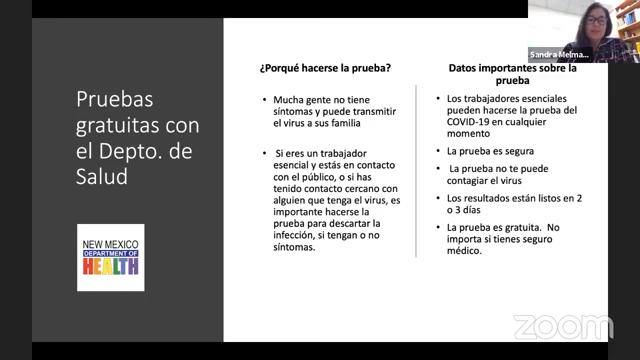 Pruebas
gratuitas con
el Depto. de
Salud
NEW MEXICO
DEPARTMENT OF
HEALTH
¿Porqué hacerse la prueba?
• Mucha gente no tiene
síntomas y puede transmitir
el virus a sus familia
• Si eres un trabajador
esencial y estás en contacto
con el público, o si has
tenido contacto cercano con
alguien que tenga el virus, es
importante hacerse la
prueba para descartar la
infección, si tengan o no
síntomas.
Datos importantes sobre la
prueba
• Los trabajadores esenciales
pueden hacerse la prueba del
COVID-19 en cualquier
momento
• La prueba es segura
• La prueba no te puede
contagiar el virus
• Los resultados están listos en 2
o 3 días
• La prueba es gratuita. No
importa si tienes seguro
médico.
Sandra Melma...
zoom